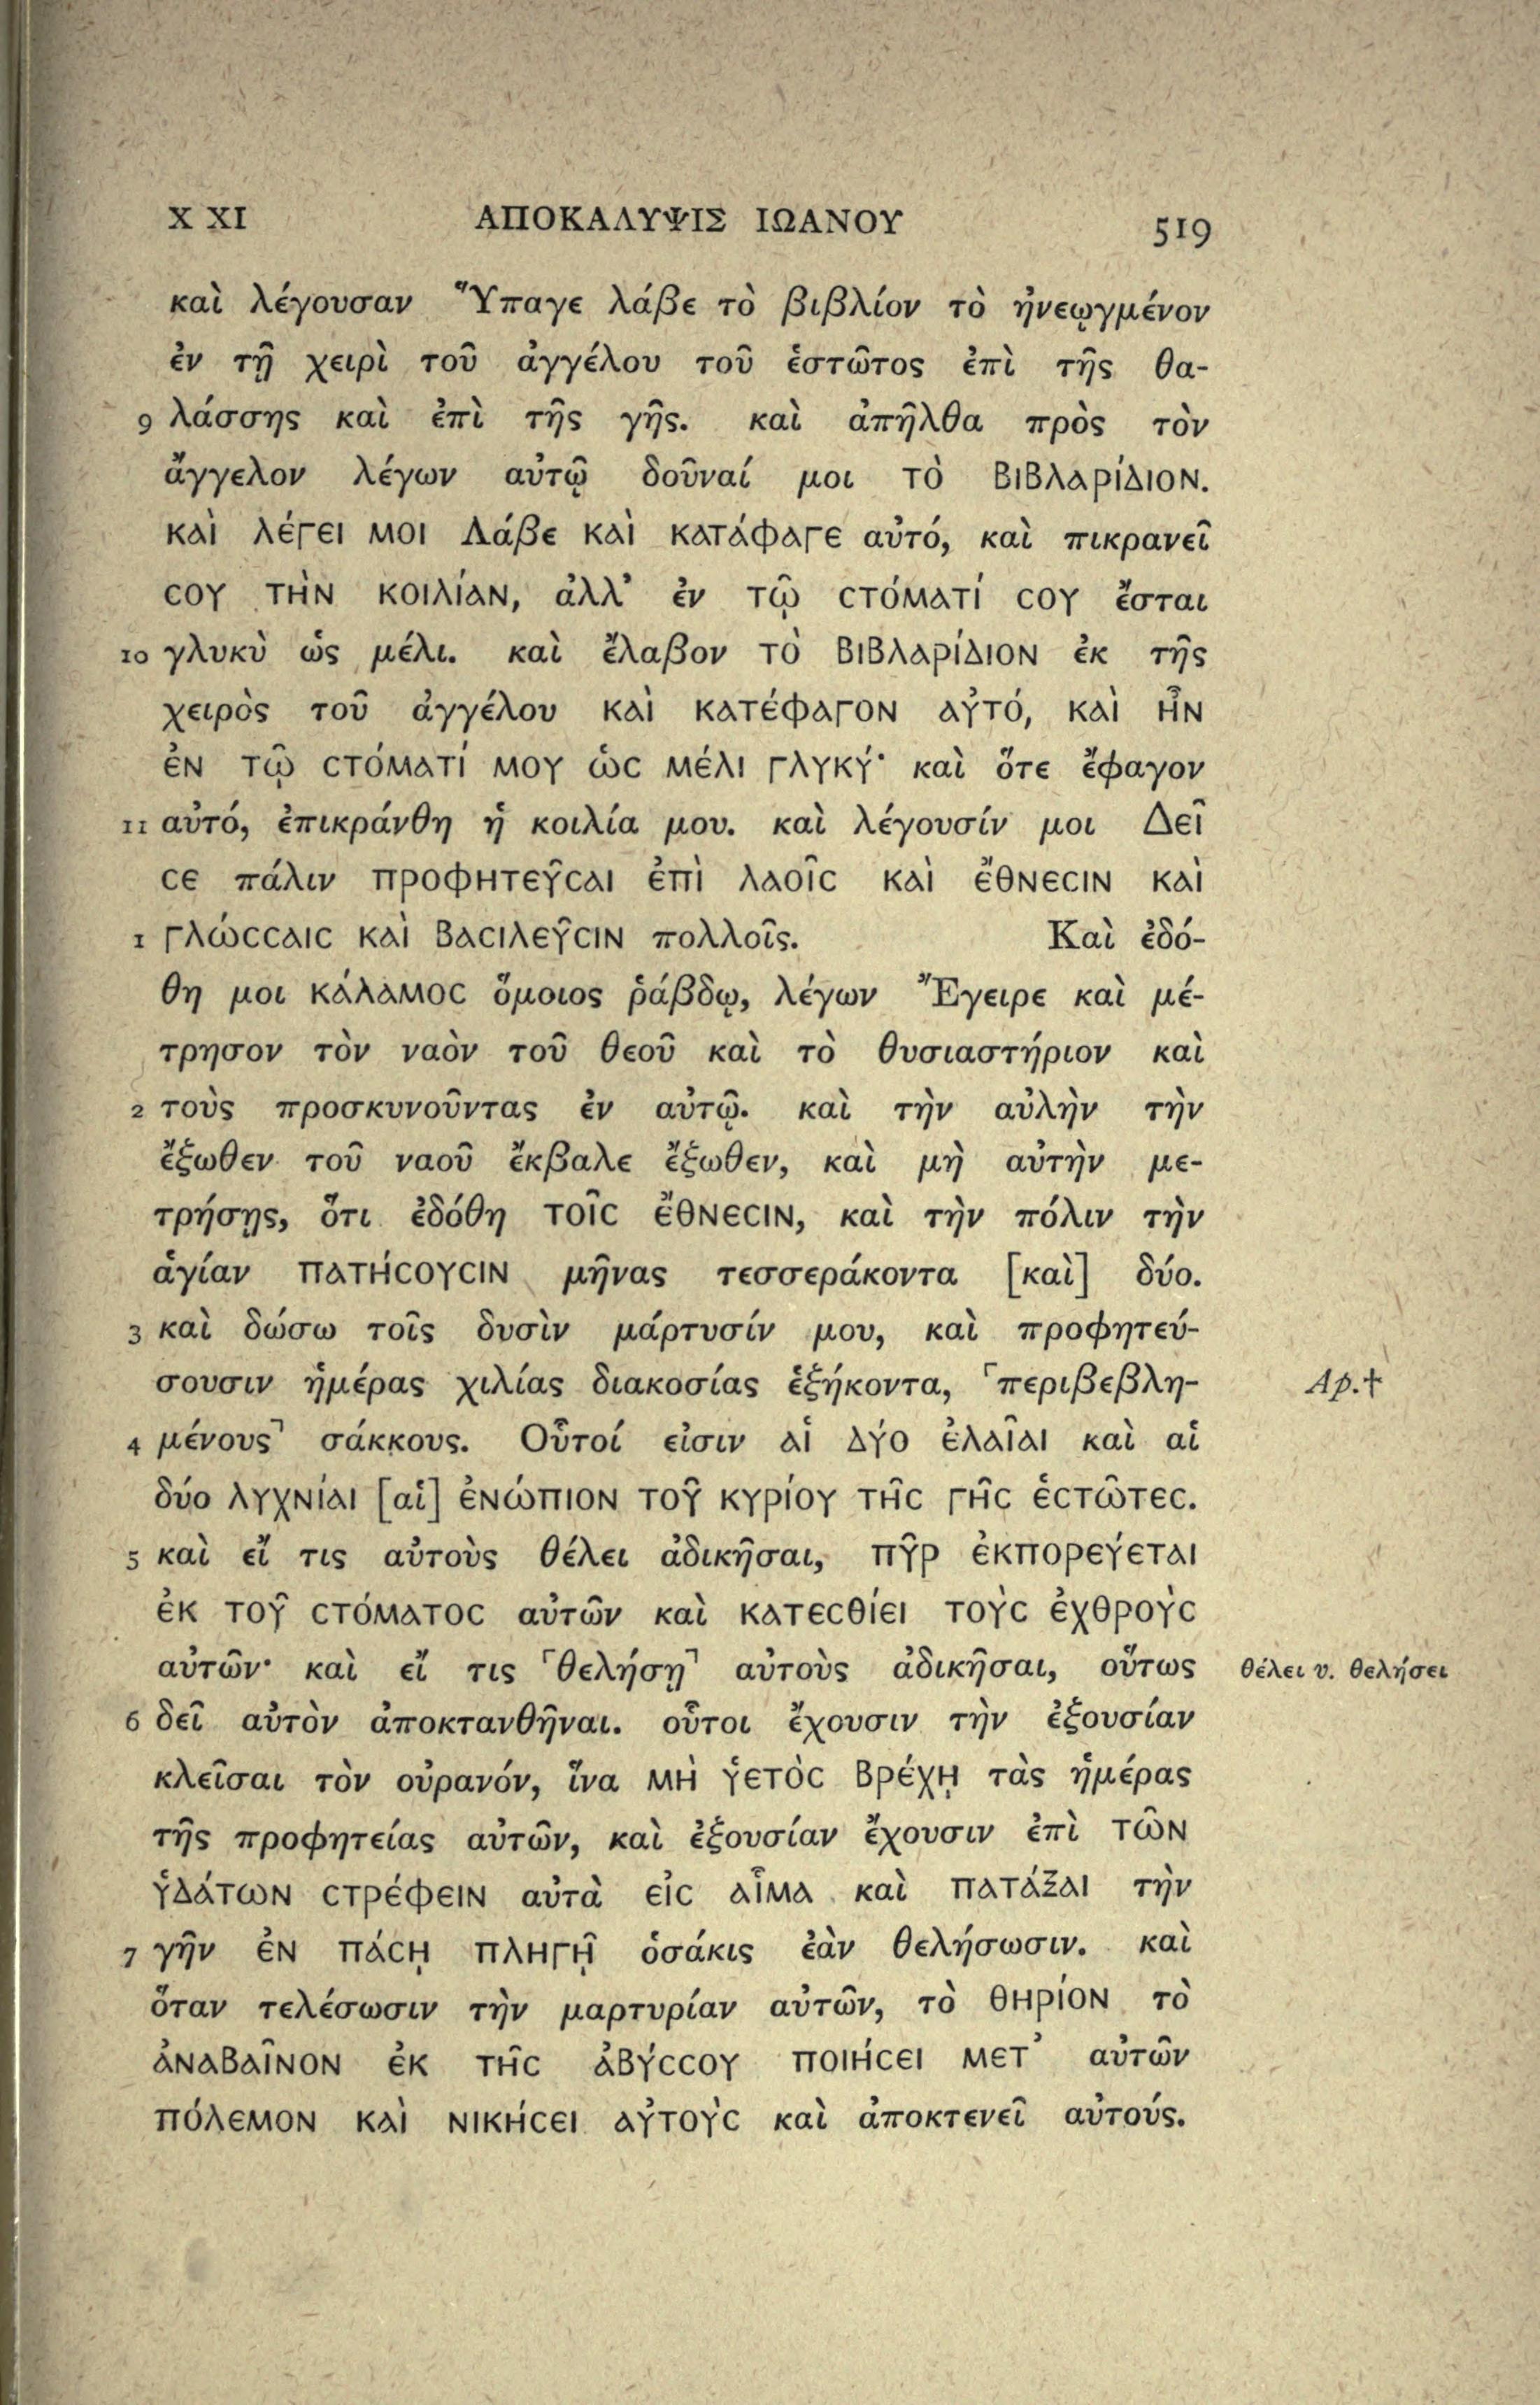 X XI ΑΠΟΚΑΛΥΨΙΣ ΙΩΑΝΟΥ 519
καὶ λέγουσαν Ὕπαγε λάβε τὸ βιβλίον τὸ ἠνεῳγμένον
ἐν τῇ χειρὶ τοῦ ἀγγέλου τοῦ ἑστῶτος ἐπὶ τῆς θα-
9 λάσσης καὶ ἐπὶ τῆς γῆς. καὶ ἀπῆλθα πρὸς τὸν
ἄγγελον λέγων αὐτῷ δοῦναί μοι τὸ βιβλαρίδιον.
καὶ λέγει μοι Λάβε καὶ κατάφαγε αὐτό, καὶ πικρανεῖ
σου τὴν κοιλίαν, ἀλλ' ἐν τῷ στόματί σου ἔσται
10 γλυκὺ ὡς μέλι. καὶ ἔλαβον τὸ βιβλαρίδιον ἐκ τῆς
χειρὸς τοῦ ἀγγέλου καὶ κατέφαγον αὐτό, καὶ ἦν
ἐν τῷ στόματί μου ὡς μέλι γλυκύ· καὶ ὅτε ἔφαγον
11 αὐτό, ἐπικράνθη ἡ κοιλία μου. καὶ λέγουσίν μοι Δεῖ
σε πάλιν προφητεῦσαι ἐπὶ λαοῖς καὶ ἔθνεσιν καὶ
1 γλώσσαις καὶ βασιλεῦσιν πολλοῖς. Καὶ ἐδό-
θη μοι κάλαμος ὅμοιος ῥάβδῳ, λέγων Ἔγειρε καὶ μέ-
τρησον τὸν ναὸν τοῦ θεοῦ καὶ τὸ θυσιαστήριον καὶ
2 τοὺς προσκυνοῦντας ἐν αὐτῷ. καὶ τὴν αὐλὴν τὴν
ἔξωθεν τοῦ ναοῦ ἔκβαλε ἔξωθεν, καὶ μὴ αὐτὴν με-
τρήσῃς, ὅτι ἐδόθη τοῖς ἔθνεσιν, καὶ τὴν πόλιν τὴν
ἁγίαν πατήσουσιν μῆνας τεσσεράκοντα [καὶ] δύο.
3 καὶ δώσω τοῖς δυσὶν μάρτυσίν μου, καὶ προφητεύ-
σουσιν ἡμέρας χιλίας διακοσίας ἑξήκοντα, ⌜περιβεβλη- Ap.†
4 μένους⌝ σάκκους. Οὗτοί εἰσιν αἱ δύο ἐλαῖαι καὶ αἱ
δύο λυχνίαι [αἱ] ἐνώπιον τοῦ κυρίου τῆς γῆς ἑστῶτες.
5 καὶ εἴ τις αὐτοὺς θέλει ἀδικῆσαι, πῦρ ἐκπορεύεται
ἐκ τοῦ στόματος αὐτῶν καὶ κατεσθίει τοὺς ἐχθροὺς
αὐτῶν· καὶ εἴ τις ⌜θελήσῃ⌝ αὐτοὺς ἀδικῆσαι, οὕτως θέλει v. θελήσει
6 δεῖ αὐτὸν ἀποκτανθῆναι. οὗτοι ἔχουσιν τὴν ἐξουσίαν
κλεῖσαι τὸν οὐρανόν, ἵνα μὴ ὑετὸς βρέχῃ τὰς ἡμέρας
τῆς προφητείας αὐτῶν, καὶ ἐξουσίαν ἔχουσιν ἐπὶ τῶν
ὑδάτων στρέφειν αὐτὰ εἰς αἷμα καὶ πατάξαι τὴν
7 γῆν ἐν πάσῃ πληγῇ ὁσάκις ἐὰν θελήσωσιν. καὶ
ὅταν τελέσωσιν τὴν μαρτυρίαν αὐτῶν, τὸ θηρίον τὸ
ἀναβαῖνον ἐκ τῆς ἀβύσσου ποιήσει μετ' αὐτῶν
πόλεμον καὶ νικήσει αὐτοὺς καὶ ἀποκτενεῖ αὐτούς.